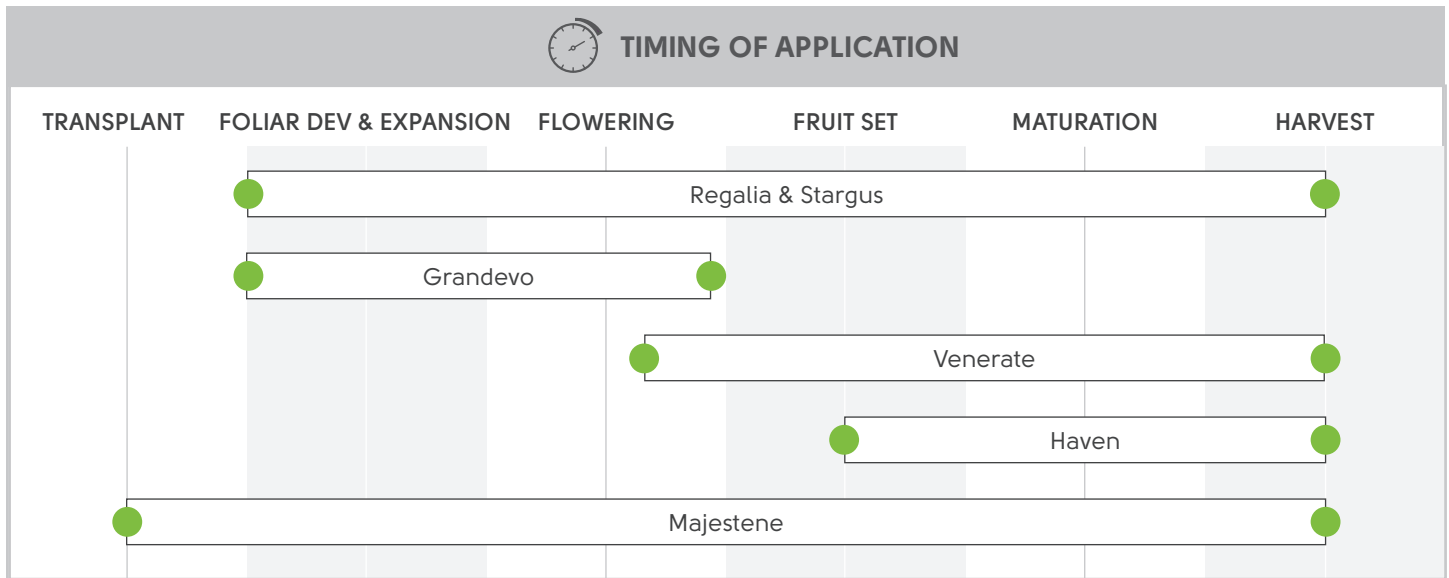 TIMING OF APPLICATION
TRANSPLANT FOLIAR DEV & EXPANSION FLOWERING FRUIT SET MATURATION HARVEST
Regalia & Stargus
Grandevo
Venerate
Haven
Majestene